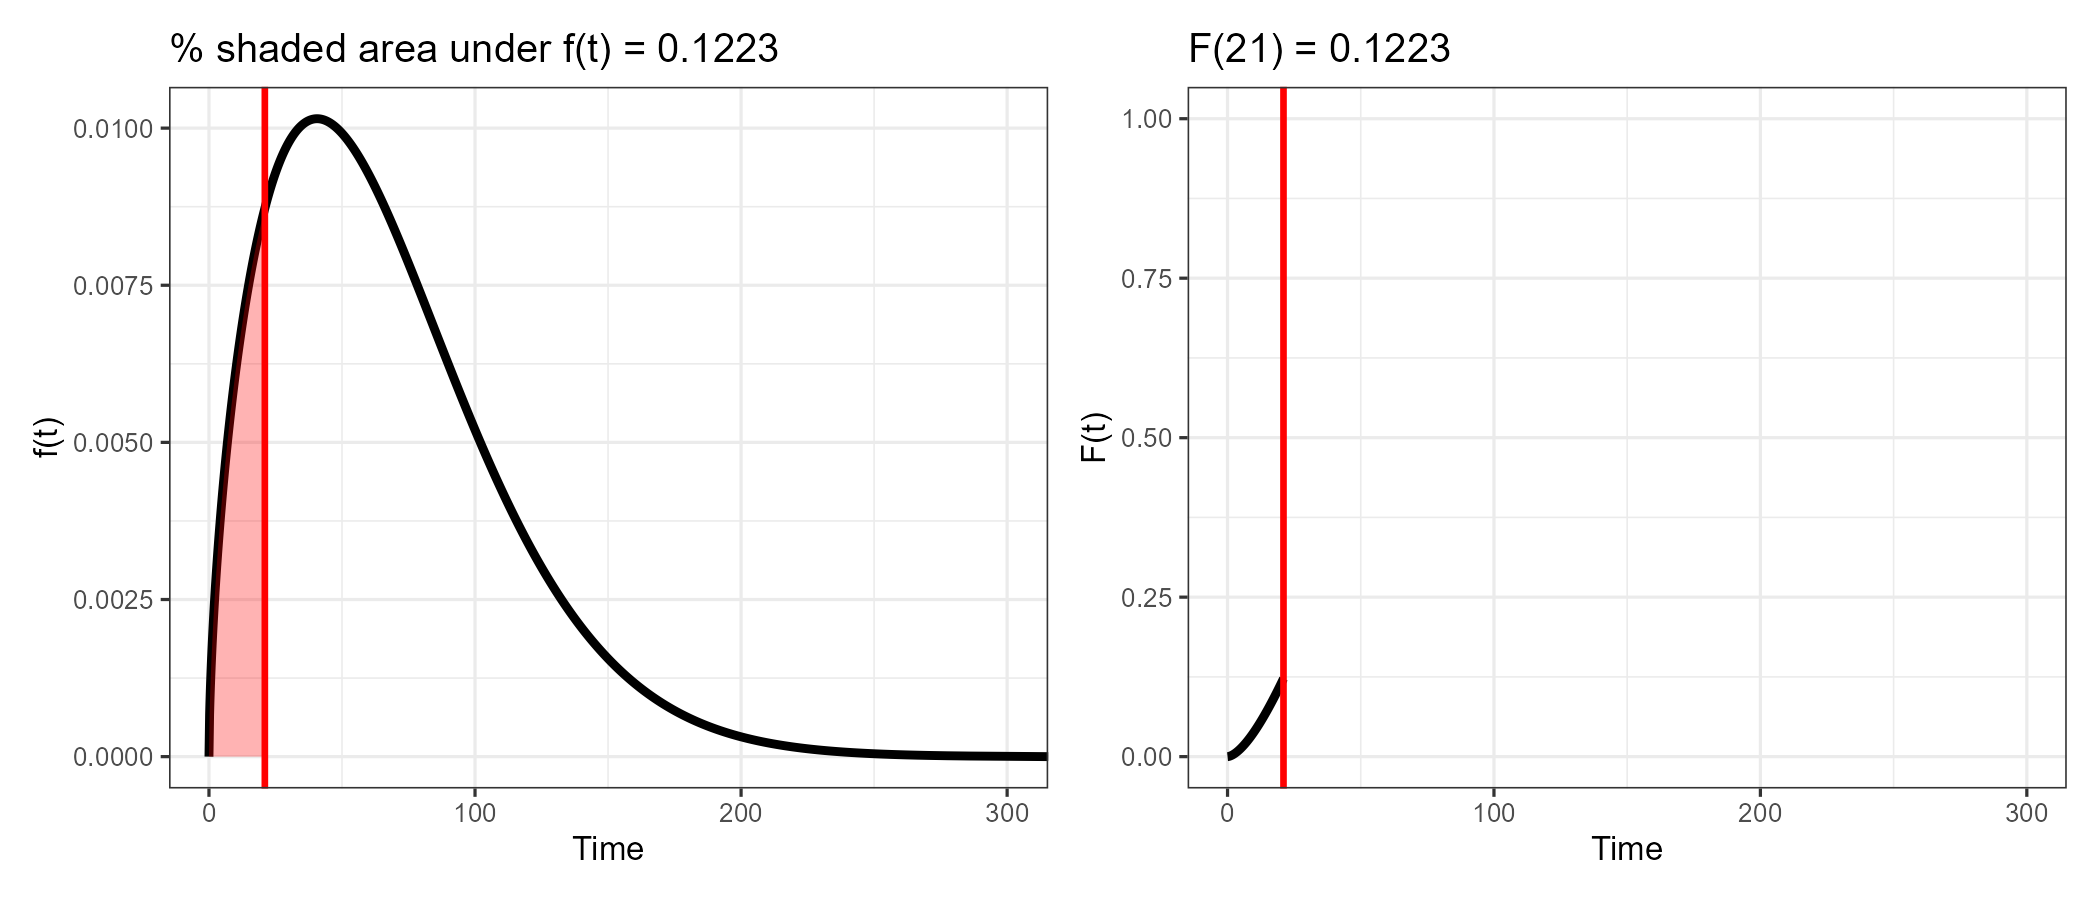 % shaded area under f(t) = 0.1223
f(t)
0.0100
0.0075
0.0050
0.0025
0.0000
0 100 200 300
Time
F(21) = 0.1223
F(t)
1.00
0.75
0.50
0.25
0.00
0 100 200 300
Time